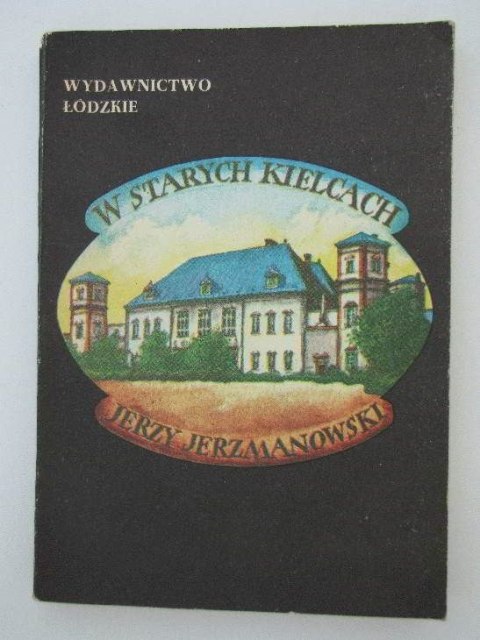 WYDAWNICTWO
ŁÓDZKIE
W STARYCH KIELCACH
JERZY JERZMANOWSKI